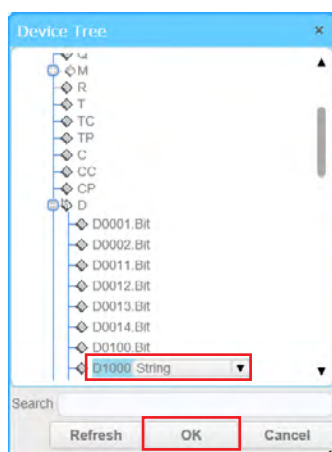 Device Tree
M
R
T
TC
TP
C
CC
CP
D
D0001.Bit
D0002.Bit
D0011.Bit
D0012.Bit
D0013.Bit
D0014.Bit
D0100.Bit
D1000 String
Search
Refresh OK Cancel